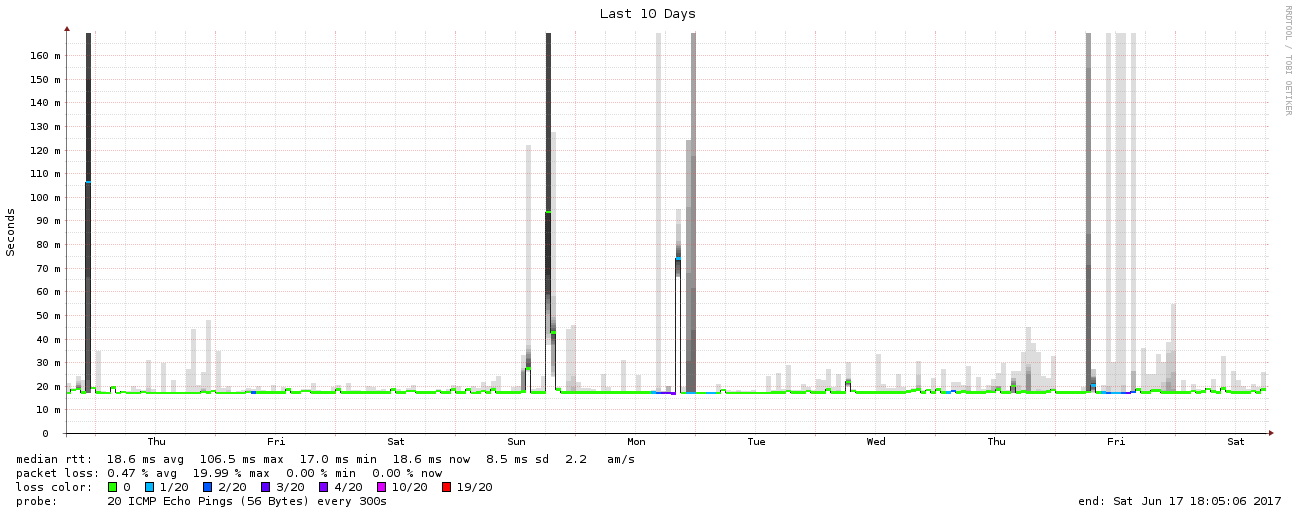 Last 10 Days
RRDTOOL / TOBI OETIKER
Seconds
160 m
150 m
140 m
130 m
120 m
110 m
100 m
90 m
80 m
70 m
60 m
50 m
40 m
30 m
20 m
10 m
0
Thu Fri Sat Sun Mon Tue Wed Thu Fri Sat
median rtt: 18.6 ms avg 106.5 ms max 17.0 ms min 18.6 ms now 8.5 ms sd 2.2 am/s
packet loss: 0.47 % avg 19.99 % max 0.00 % min 0.00 % now
loss color: 0 1/20 2/20 3/20 4/20 10/20 19/20
probe: 20 ICMP Echo Pings (56 Bytes) every 300s
end: Sat Jun 17 18:05:06 2017